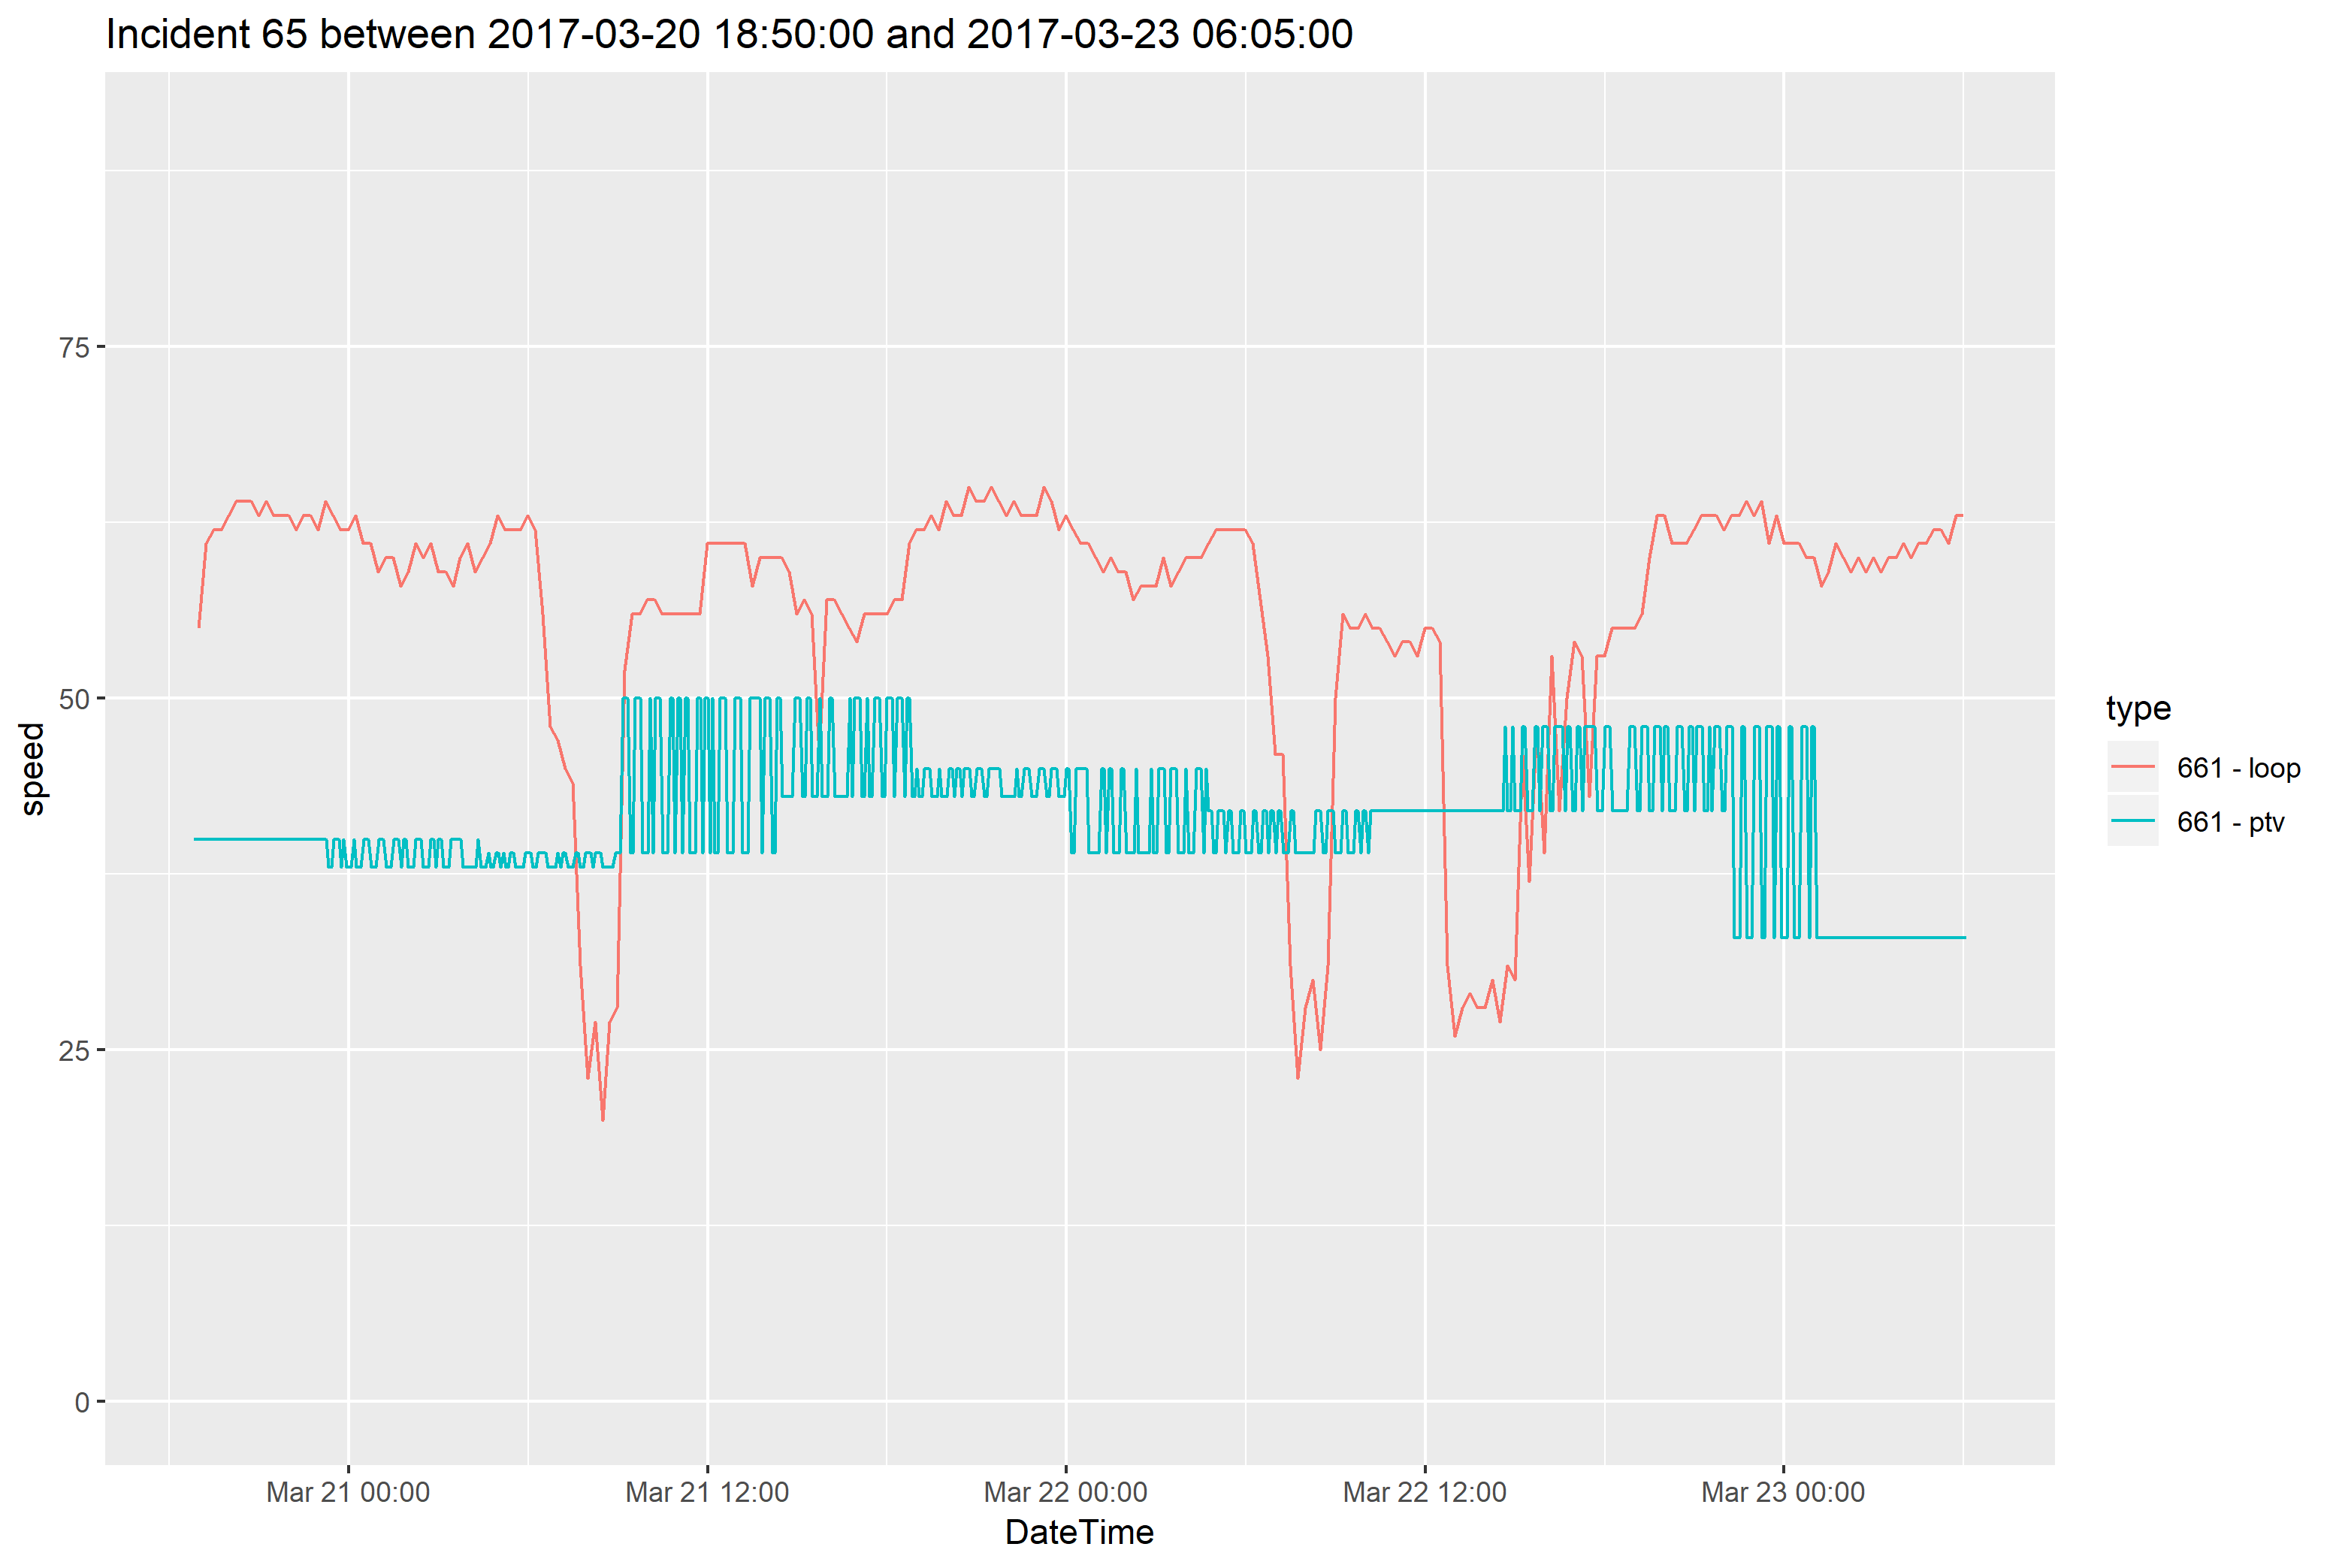 Incident 65 between 2017-03-20 18:50:00 and 2017-03-23 06:05:00
75
50
25
0
speed
Mar 21 00:00
Mar 21 12:00
Mar 22 00:00
Mar 22 12:00
Mar 23 00:00
DateTime
type
661 - loop
661 - ptv